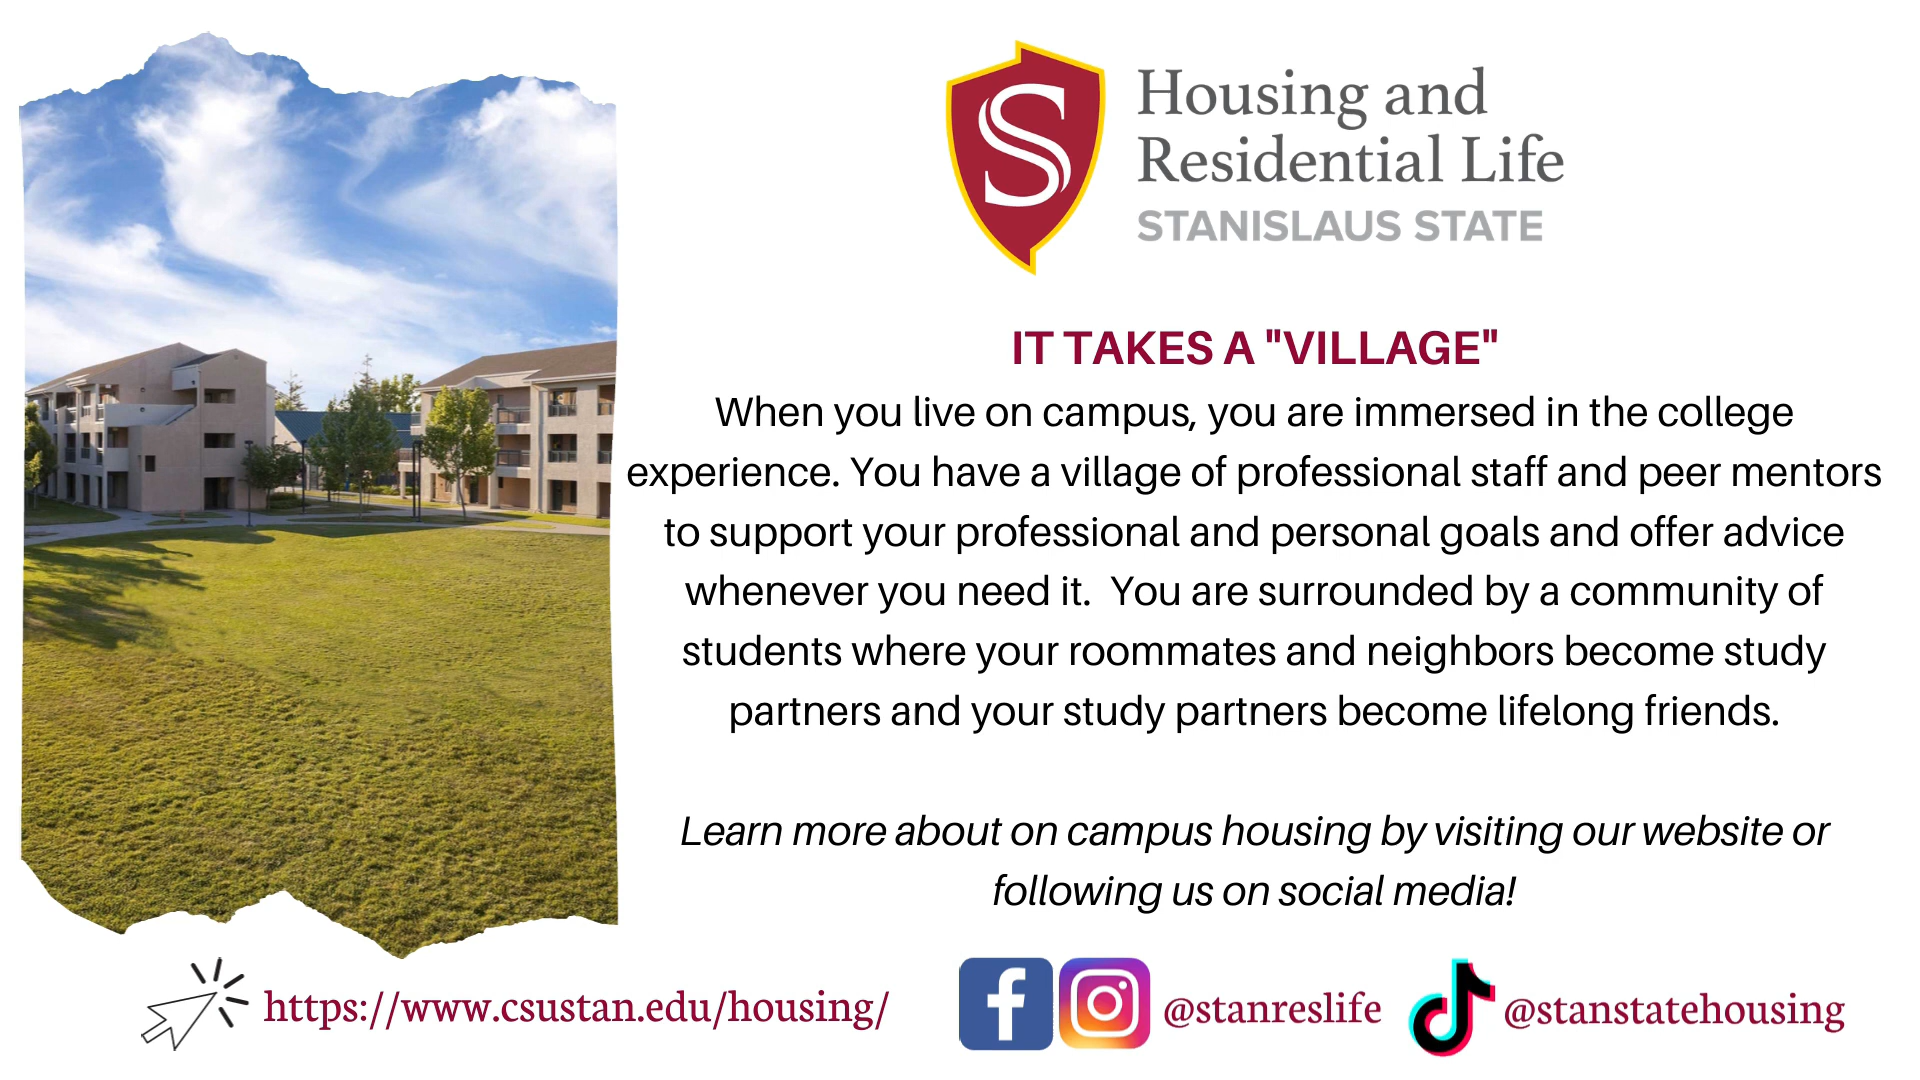 S
Housing and
Residential Life
STANISLAUS STATE
IT TAKES A "VILLAGE"
When you live on campus, you are immersed in the college
experience. You have a village of professional staff and peer mentors
to support your professional and personal goals and offer advice
whenever you need it.  You are surrounded by a community of
students where your roommates and neighbors become study
partners and your study partners become lifelong friends.
Learn more about on campus housing by visiting our website or
following us on social media!
https://www.csustan.edu/housing/
@stanreslife
@stanstatehousing